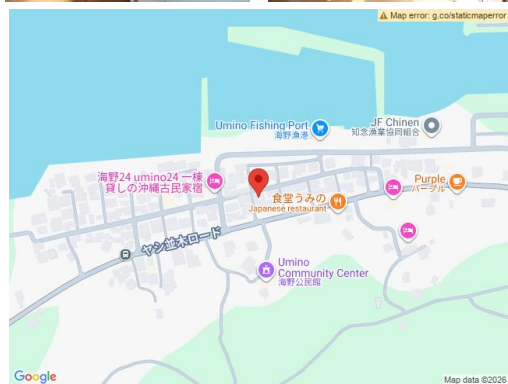 Map error: g.co/staticmaperror
Umino Fishing Port
海野漁港
JF Chinen
知念漁業協同組合
海野24 umino24 一棟
貸しの沖縄古民家宿
Purple
パープル
食堂うみの
Japanese restaurant
ヤシ並木ロード
Umino
Community Center
海野公民館
Google
Map data ©2026